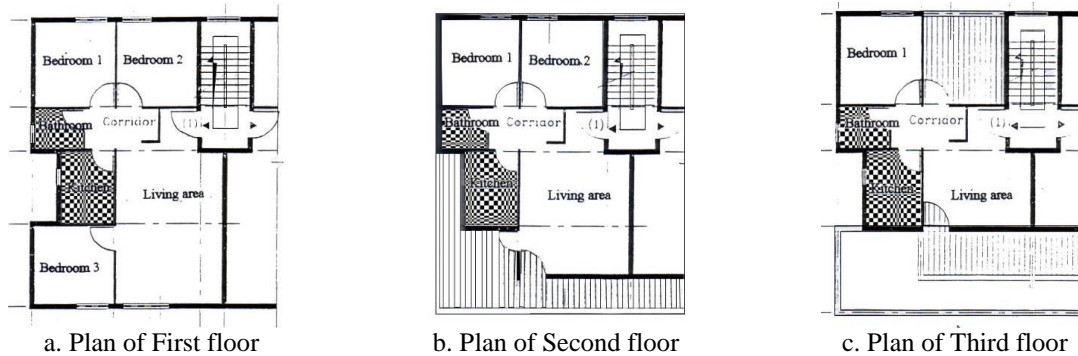 Bedroom 1
Bedroom 2
Bathroom
Corridor
(1)
Kitchen
Living area
Bedroom 3
a. Plan of First floor
Bedroom 1
Bedroom 2
Bathroom
Corridor
(1)
Kitchen
Living area
b. Plan of Second floor
Bedroom 1
Bathroom
Corridor
(1)
Kitchen
Living area
c. Plan of Third floor